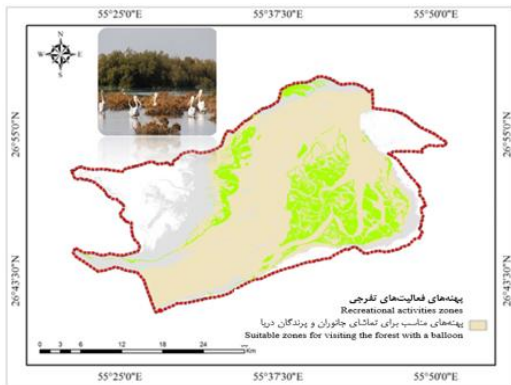 55°25'0"E 55°37'30"E 55°50'0"E
N
W E
S
26°55'0"N 26°55'0"N
26°43'30"N 26°43'30"N
پهنه‌های فعالیت‌های تفرجی
Recreational activities zones
پهنه‌های مناسب برای تماشای جانوران و پرندگان دریا
Suitable zones for visiting the forest with a balloon
0 3 6 12 18 24
Km
55°25'0"E 55°37'30"E 55°50'0"E